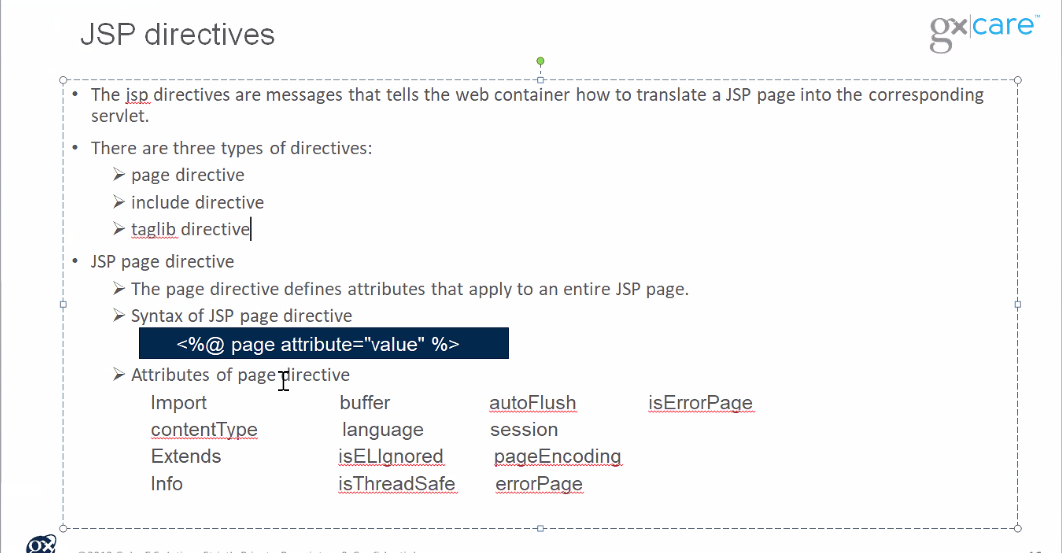 JSP directives
gx|care™
• The jsp directives are messages that tells the web container how to translate a JSP page into the corresponding
servlet.
• There are three types of directives:
➢ page directive
➢ include directive
➢ taglib directive
• JSP page directive
➢ The page directive defines attributes that apply to an entire JSP page.
➢ Syntax of JSP page directive
<%@ page attribute="value" %>
➢ Attributes of page directive
Import buffer autoFlush isErrorPage
contentType language session
Extends isELIgnored pageEncoding
Info isThreadSafe errorPage
gx